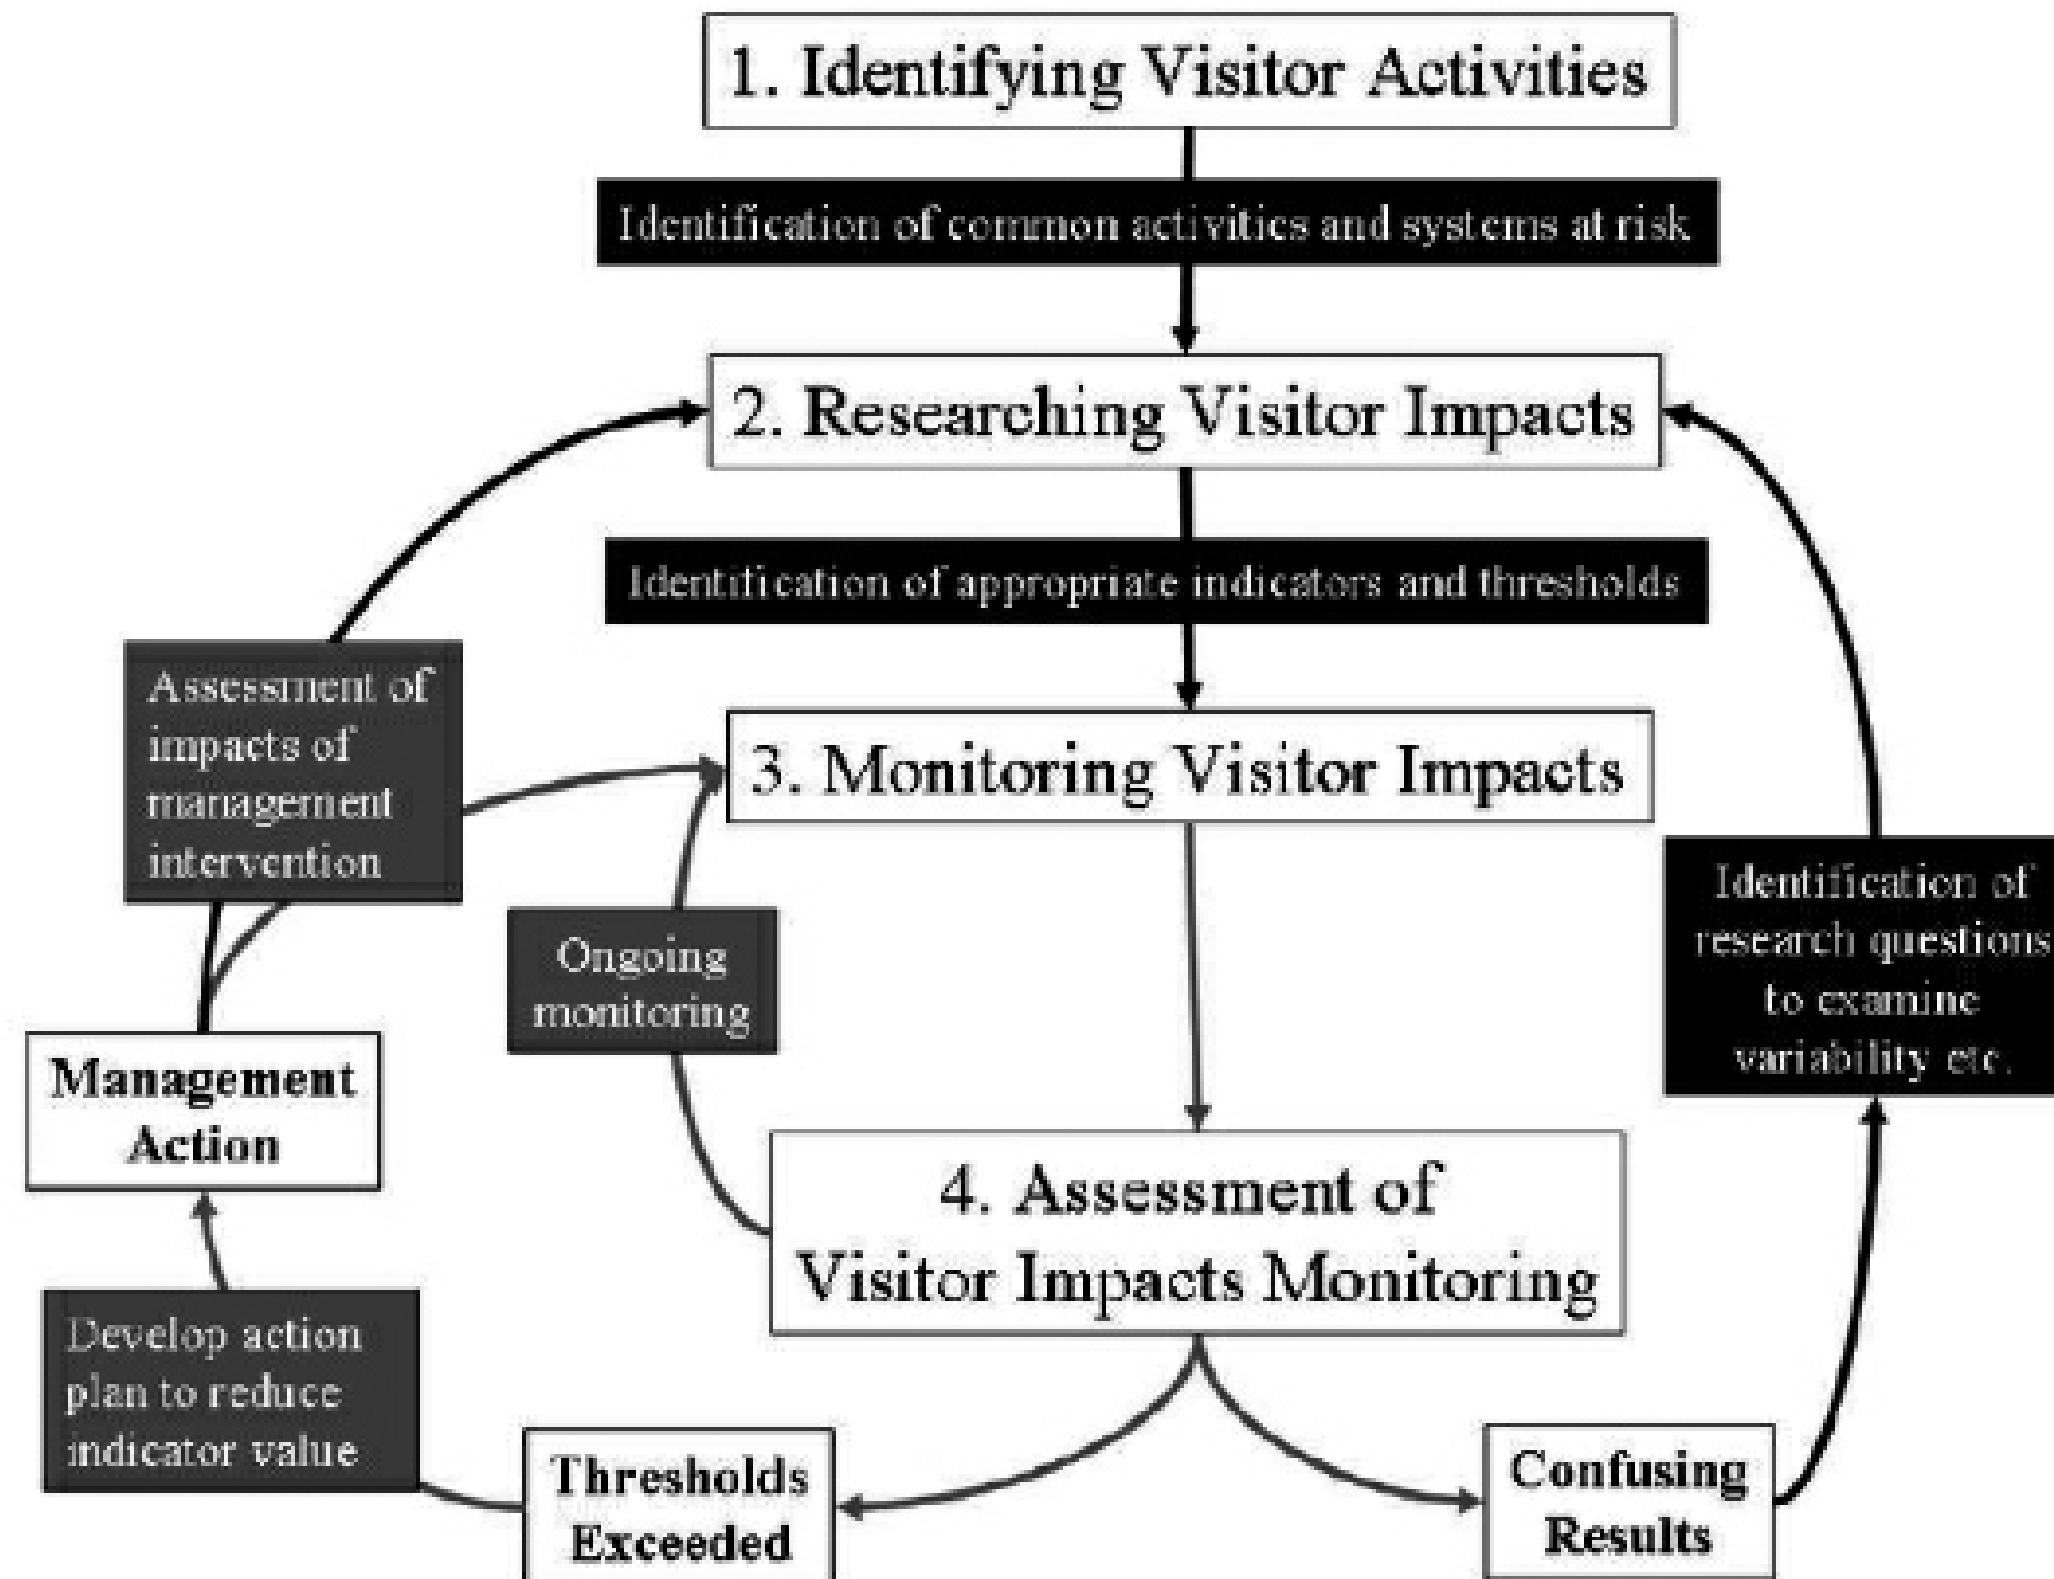 1. Identifying Visitor Activities
Identification of common activities and systems at risk
2. Researching Visitor Impacts
Identification of appropriate indicators and thresholds
Assessment of
impacts of
management
intervention
3. Monitoring Visitor Impacts
Identification of
research questions
to examine
variability etc.
Ongoing
monitoring
Management
Action
4. Assessment of
Visitor Impacts Monitoring
Develop action
plan to reduce
indicator value
Thresholds
Exceeded
Confusing
Results